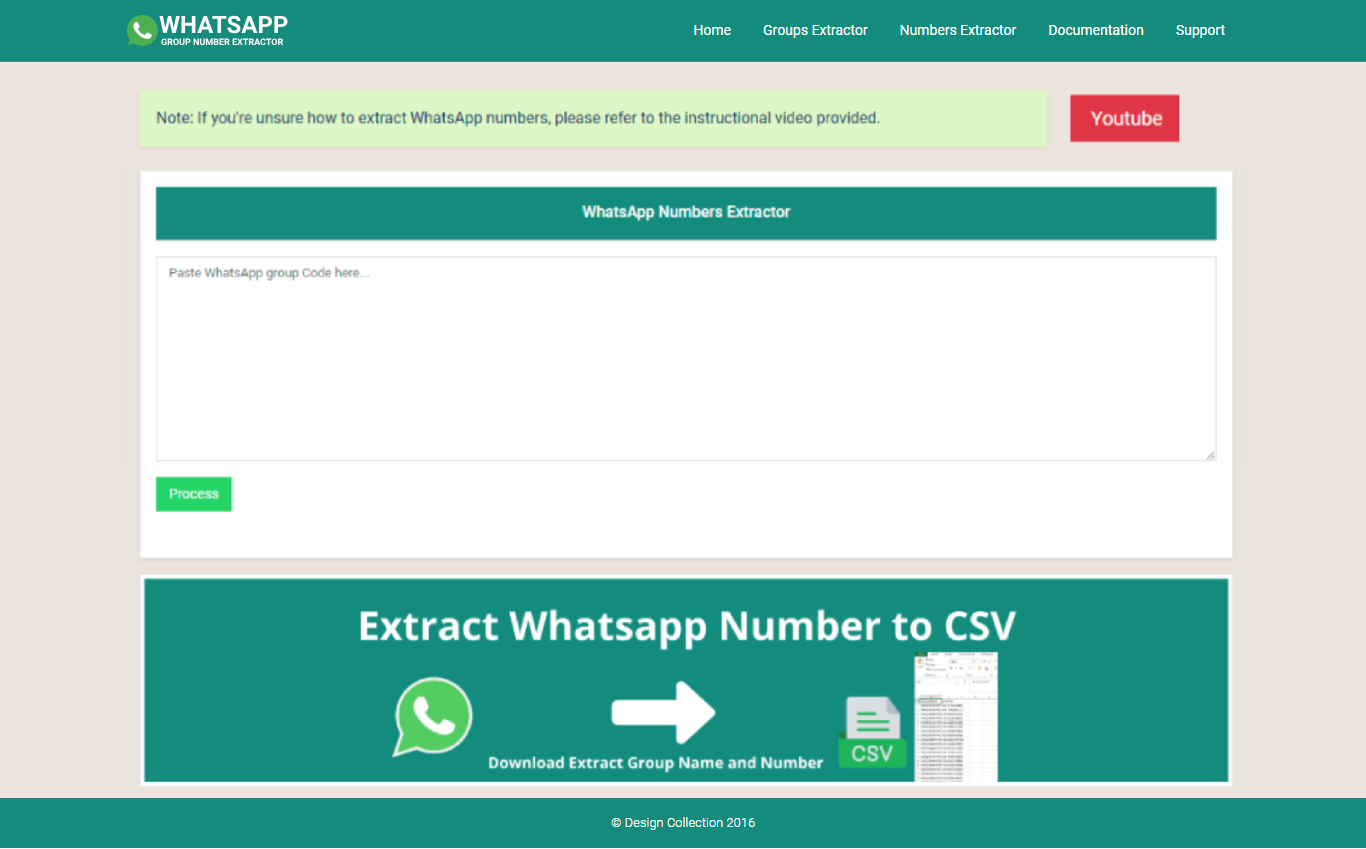 WHATSAPP
GROUP NUMBER EXTRACTOR
Home Groups Extractor Numbers Extractor Documentation Support
Note: If you're unsure how to extract WhatsApp numbers, please refer to the instructional video provided.
Youtube
WhatsApp Numbers Extractor
Paste WhatsApp group Code here...
Process
Extract Whatsapp Number to CSV
CSV
Download Extract Group Name and Number
© Design Collection 2016